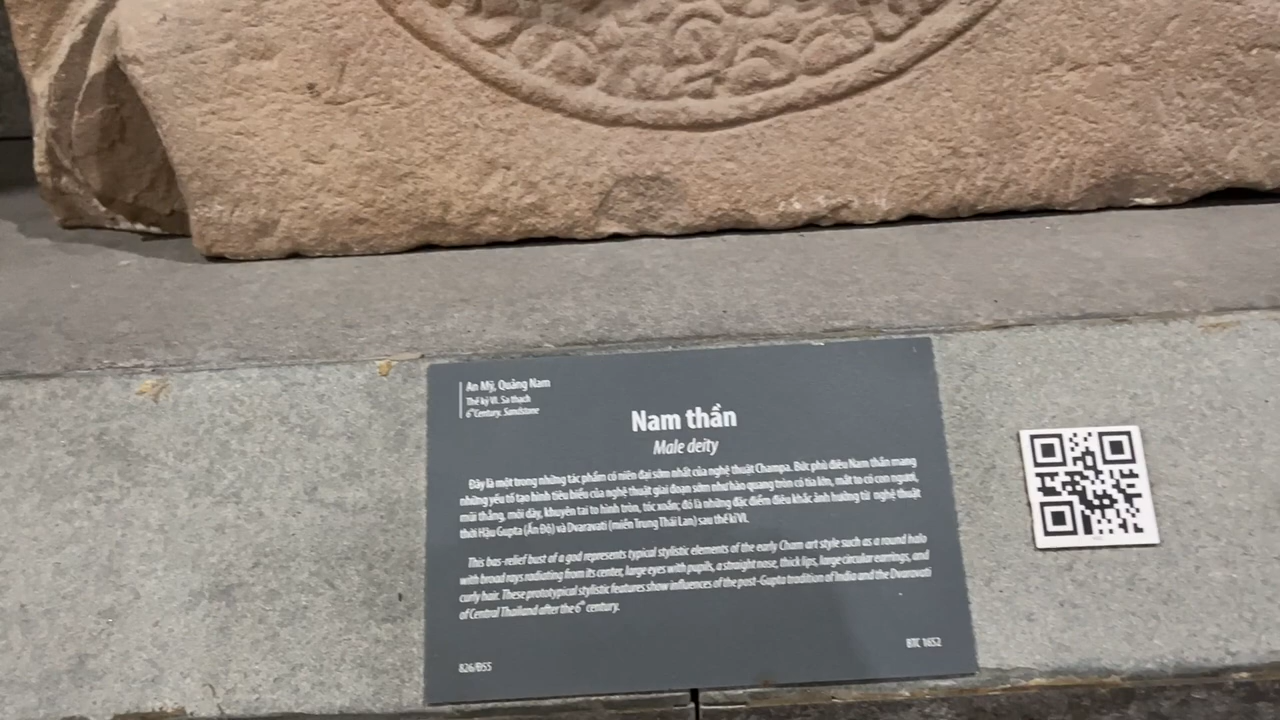 An Mỹ, Quảng Nam
Thế kỷ VI. Sa thạch
6th Century. Sandstone
Nam thần
Male deity
Đây là một trong những tác phẩm có niên đại sớm nhất của nghệ thuật Champa. Bức phù điêu Nam thần mang
những yếu tố tạo hình tiêu biểu của nghệ thuật giai đoạn sớm như hào quang tròn có tia lớn, mắt to có con ngươi,
mũi thẳng, môi dày, khuyên tai to hình tròn, tóc xoắn; đó là những đặc điểm điêu khắc ảnh hưởng từ nghệ thuật
thời Hậu Gupta (Ấn Độ) và Dvaravati (miền Trung Thái Lan) sau thế kỉ VI.
This bas-relief bust of a god represents typical stylistic elements of the early Cham art style such as a round halo
with broad rays radiating from its center, large eyes with pupils, a straight nose, thick lips, large circular earrings, and
curly hair. These prototypical stylistic features show influences of the post-Gupta tradition of India and the Dvaravati
of Central Thailand after the 6th century.
BTC 1652
826/Đ55